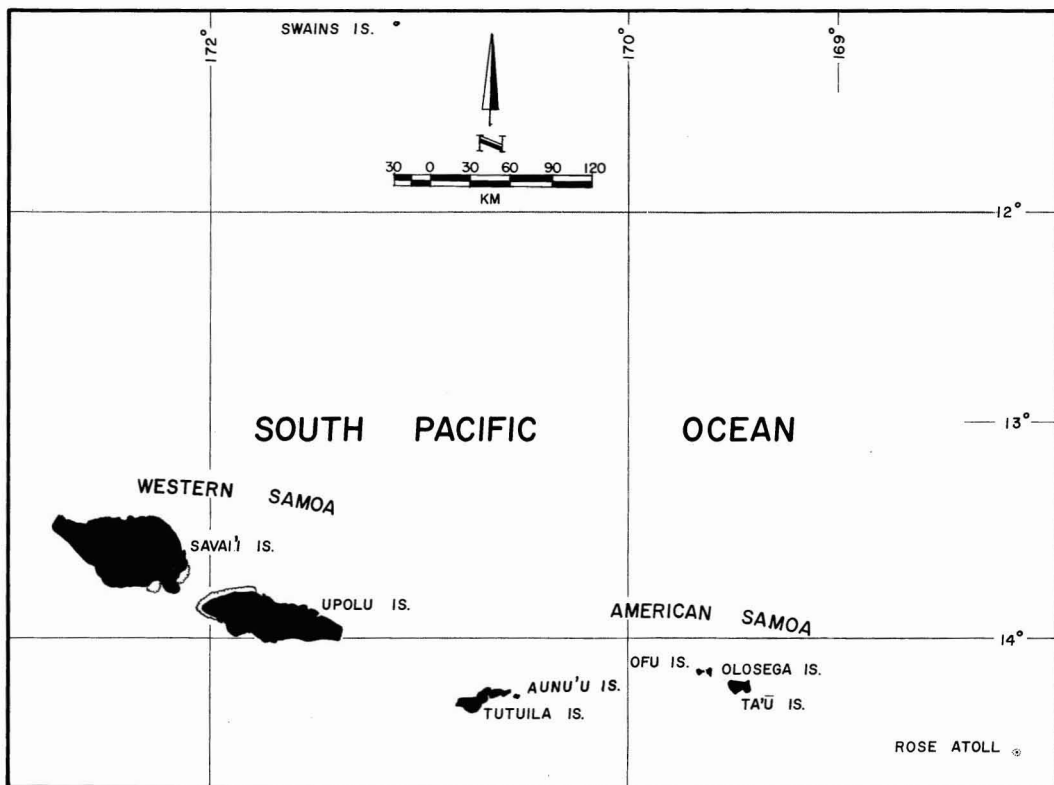 SWAINS IS.
172°
170°
169°
N
30 0 30 60 90 120
KM
12°
SOUTH PACIFIC OCEAN
13°
WESTERN SAMOA
SAVAI'I IS.
UPOLU IS.
AMERICAN SAMOA
14°
OFU IS.
OLOSEGA IS.
AUNU'U IS.
TA'Ū IS.
TUTUILA IS.
ROSE ATOLL